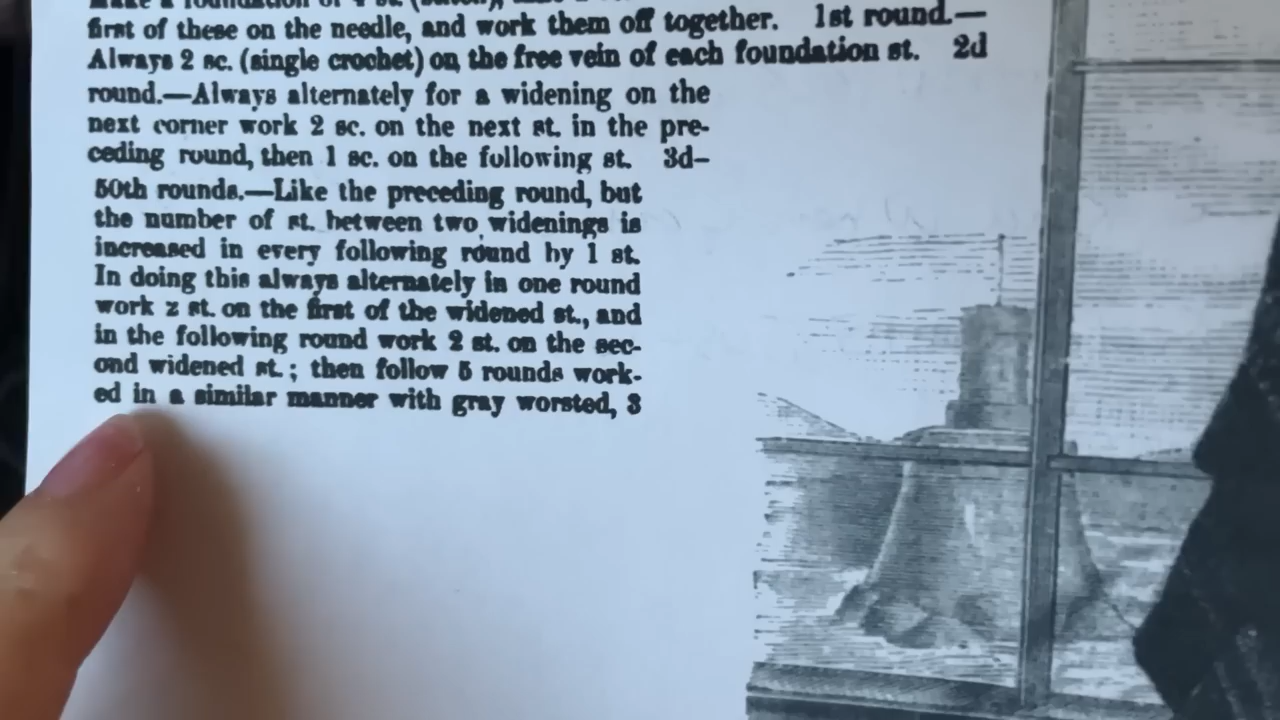 first of these on the needle, and work them off together. 1st round.—
Always 2 sc. (single crochet) on the free vein of each foundation st. 2d
round.—Always alternately for a widening on the
next corner work 2 sc. on the next st. in the pre-
ceding round, then 1 sc. on the following st. 3d–
50th rounds.—Like the preceding round, but
the number of st. between two widenings is
increased in every following round by 1 st.
In doing this always alternately in one round
work 2 st. on the first of the widened st., and
in the following round work 2 st. on the sec-
ond widened st.; then follow 5 rounds work-
ed in a similar manner with gray worsted, 3